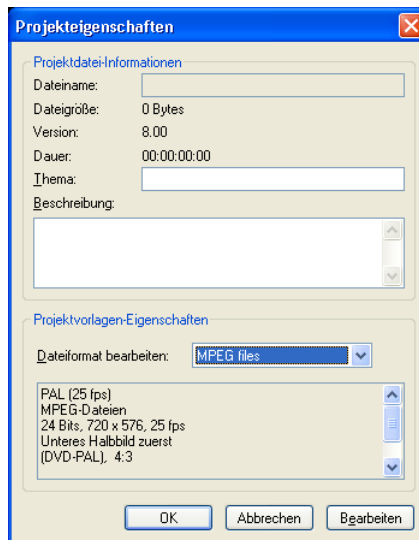 Projekteigenschaften
Projektdatei-Informationen
Dateiname:
Dateigröße: 0 Bytes
Version: 8.00
Dauer: 00:00:00:00
Thema:
Beschreibung:
Projektvorlagen-Eigenschaften
Dateiformat bearbeiten: MPEG files
PAL (25 fps)
MPEG-Dateien
24 Bits, 720 x 576, 25 fps
Unteres Halbbild zuerst
(DVD-PAL), 4:3
OK Abbrechen Bearbeiten